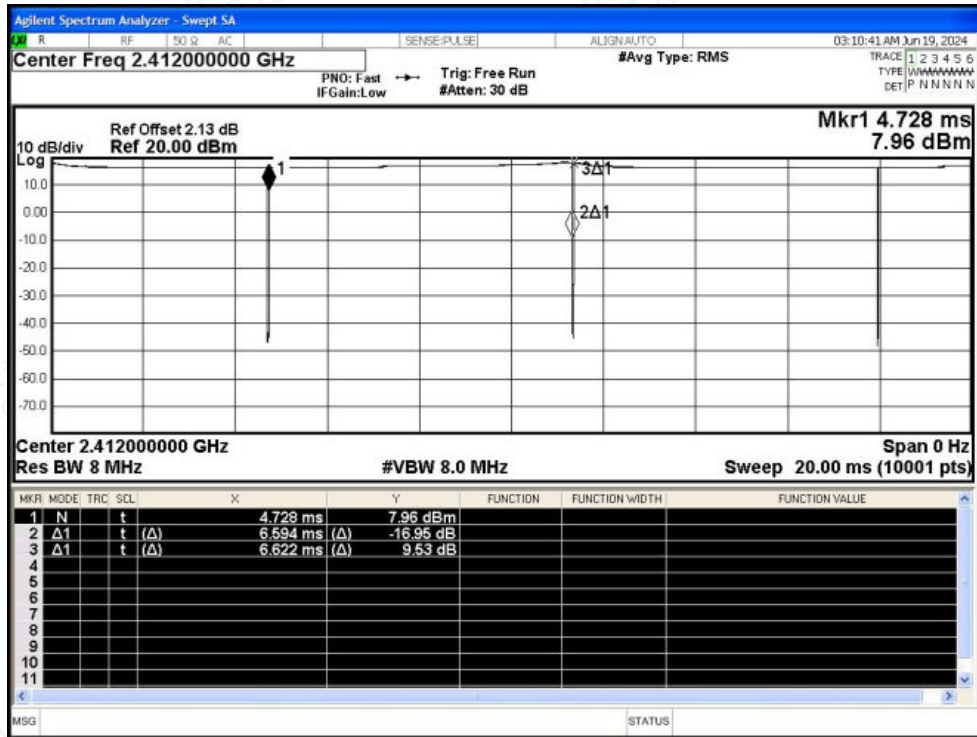 Agilent Spectrum Analyzer - Swept SA
LXI R RF 50 Ω AC SENSE:PULSE ALIGN AUTO 03:10:41 AM Jun 19, 2024
Center Freq 2.412000000 GHz #Avg Type: RMS TRACE 1 2 3 4 5 6
PNO: Fast Trig: Free Run TYPE WWWWWW
IFGain:Low #Atten: 30 dB DET P N N N N N
Mkr1 4.728 ms
7.96 dBm
Ref Offset 2.13 dB
10 dB/div Ref 20.00 dBm
Log
1
3Δ1
2Δ1
10.0
0.00
-10.0
-20.0
-30.0
-40.0
-50.0
-60.0
-70.0
Center 2.412000000 GHz Span 0 Hz
Res BW 8 MHz #VBW 8.0 MHz Sweep 20.00 ms (10001 pts)
MKR MODE TRC SCL X Y FUNCTION FUNCTION WIDTH FUNCTION VALUE
1 N t 4.728 ms 7.96 dBm
2 Δ1 t (Δ) 6.594 ms (Δ) -16.95 dB
3 Δ1 t (Δ) 6.622 ms (Δ) 9.53 dB
4
5
6
7
8
9
10
11
MSG STATUS